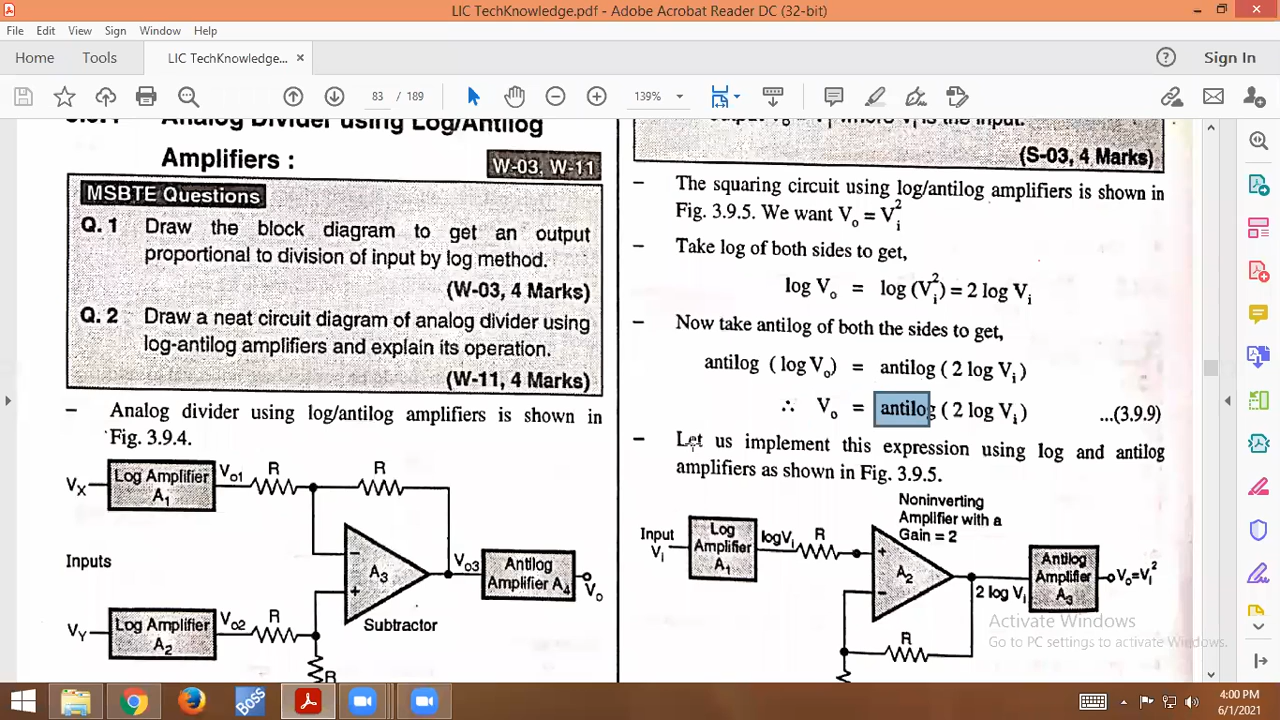 LIC TechKnowledge.pdf - Adobe Acrobat Reader DC (32-bit)
File Edit View Sign Window Help
Home Tools LIC TechKnowledge... × Sign In
83 / 189 139%
Analog Divider using Log/Antilog
Amplifiers :
W-03, W-11
MSBTE Questions
Q. 1 Draw the block diagram to get an output
proportional to division of input by log method.
(W-03, 4 Marks)
Q. 2 Draw a neat circuit diagram of analog divider using
log-antilog amplifiers and explain its operation.
(W-11, 4 Marks)
– Analog divider using log/antilog amplifiers is shown in
Fig. 3.9.4.
Vx
Log Amplifier
A1
Vo1
R
R
Inputs
A3
−
+
Vo3
Antilog
Amplifier A4
Vo
Subtractor
VY
Log Amplifier
A2
Vo2
R
R
(S-03, 4 Marks)
– The squaring circuit using log/antilog amplifiers is shown in
Fig. 3.9.5. We want Vo = Vi²
– Take log of both sides to get,
log Vo = log (Vi²) = 2 log Vi
– Now take antilog of both the sides to get,
antilog ( log Vo) = antilog ( 2 log Vi )
∴ Vo = antilog ( 2 log Vi ) ...(3.9.9)
– Let us implement this expression using log and antilog
amplifiers as shown in Fig. 3.9.5.
Noninverting
Amplifier with a
Gain = 2
Input
Vi
Log
Amplifier
A1
logVi
R
+
−
A2
2 log Vi
Antilog
Amplifier
A3
Vo=Vi²
R
Activate Windows
Go to PC settings to activate Windows.
BOSS
4:00 PM
6/1/2021